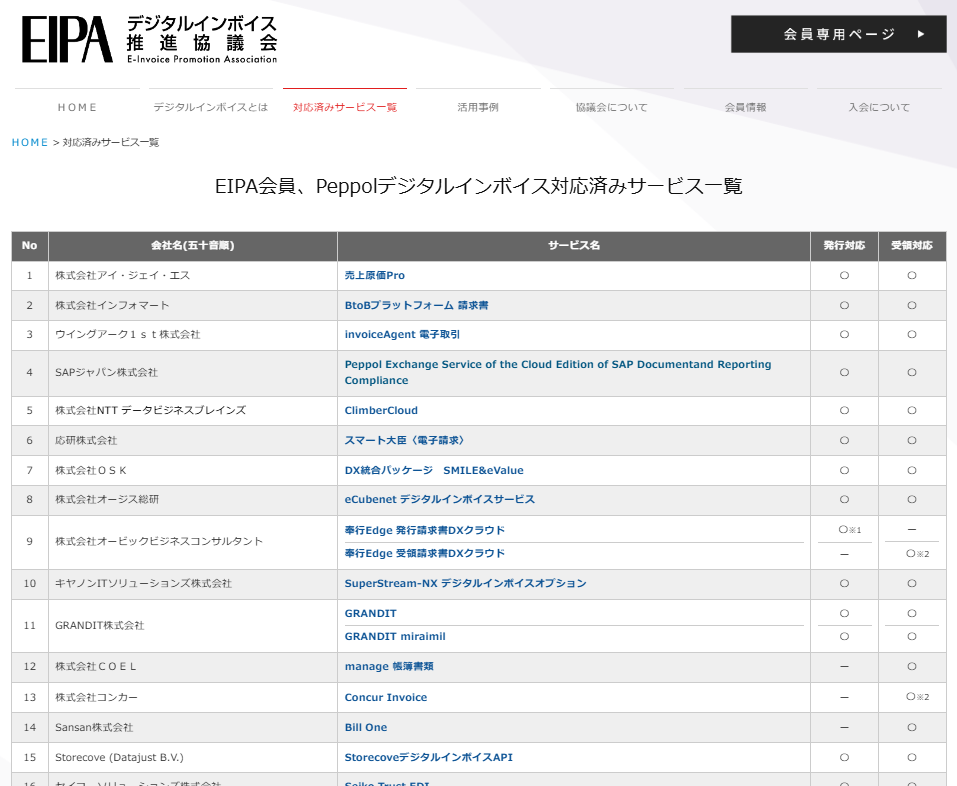 EIPA デジタルインボイス
推進協議会
E-Invoice Promotion Association
会員専用ページ ▶
HOME デジタルインボイスとは 対応済みサービス一覧 活用事例 協議会について 会員情報 入会について
HOME > 対応済みサービス一覧
EIPA会員、Peppolデジタルインボイス対応済みサービス一覧
No 会社名(五十音順) サービス名 発行対応 受領対応
1 株式会社アイ・ジェイ・エス 売上原価Pro 〇 〇
2 株式会社インフォマート BtoBプラットフォーム 請求書 〇 〇
3 ウイングアーク１ｓｔ株式会社 invoiceAgent 電子取引 〇 〇
4 SAPジャパン株式会社 Peppol Exchange Service of the Cloud Edition of SAP Documentand Reporting
Compliance 〇 〇
5 株式会社NTT データビジネスブレインズ ClimberCloud 〇 〇
6 応研株式会社 スマート大臣〈電子請求〉 〇 〇
7 株式会社ＯＳＫ DX統合パッケージ　SMILE&eValue 〇 〇
8 株式会社オージス総研 eCubenet デジタルインボイスサービス 〇 〇
9 株式会社オービックビジネスコンサルタント 奉行Edge 発行請求書DXクラウド 〇※1 ー
奉行Edge 受領請求書DXクラウド ー 〇※2
10 キヤノンITソリューションズ株式会社 SuperStream-NX デジタルインボイスオプション 〇 〇
11 GRANDIT株式会社 GRANDIT 〇 〇
GRANDIT miraimil 〇 〇
12 株式会社ＣＯＥＬ manage 帳簿書類 ー 〇
13 株式会社コンカー Concur Invoice ー 〇※2
14 Sansan株式会社 Bill One ー 〇
15 Storecove (Datajust B.V.) StorecoveデジタルインボイスAPI 〇 〇
16 セイコーソリューションズ株式会社 Seiko Trust EDI 〇 〇